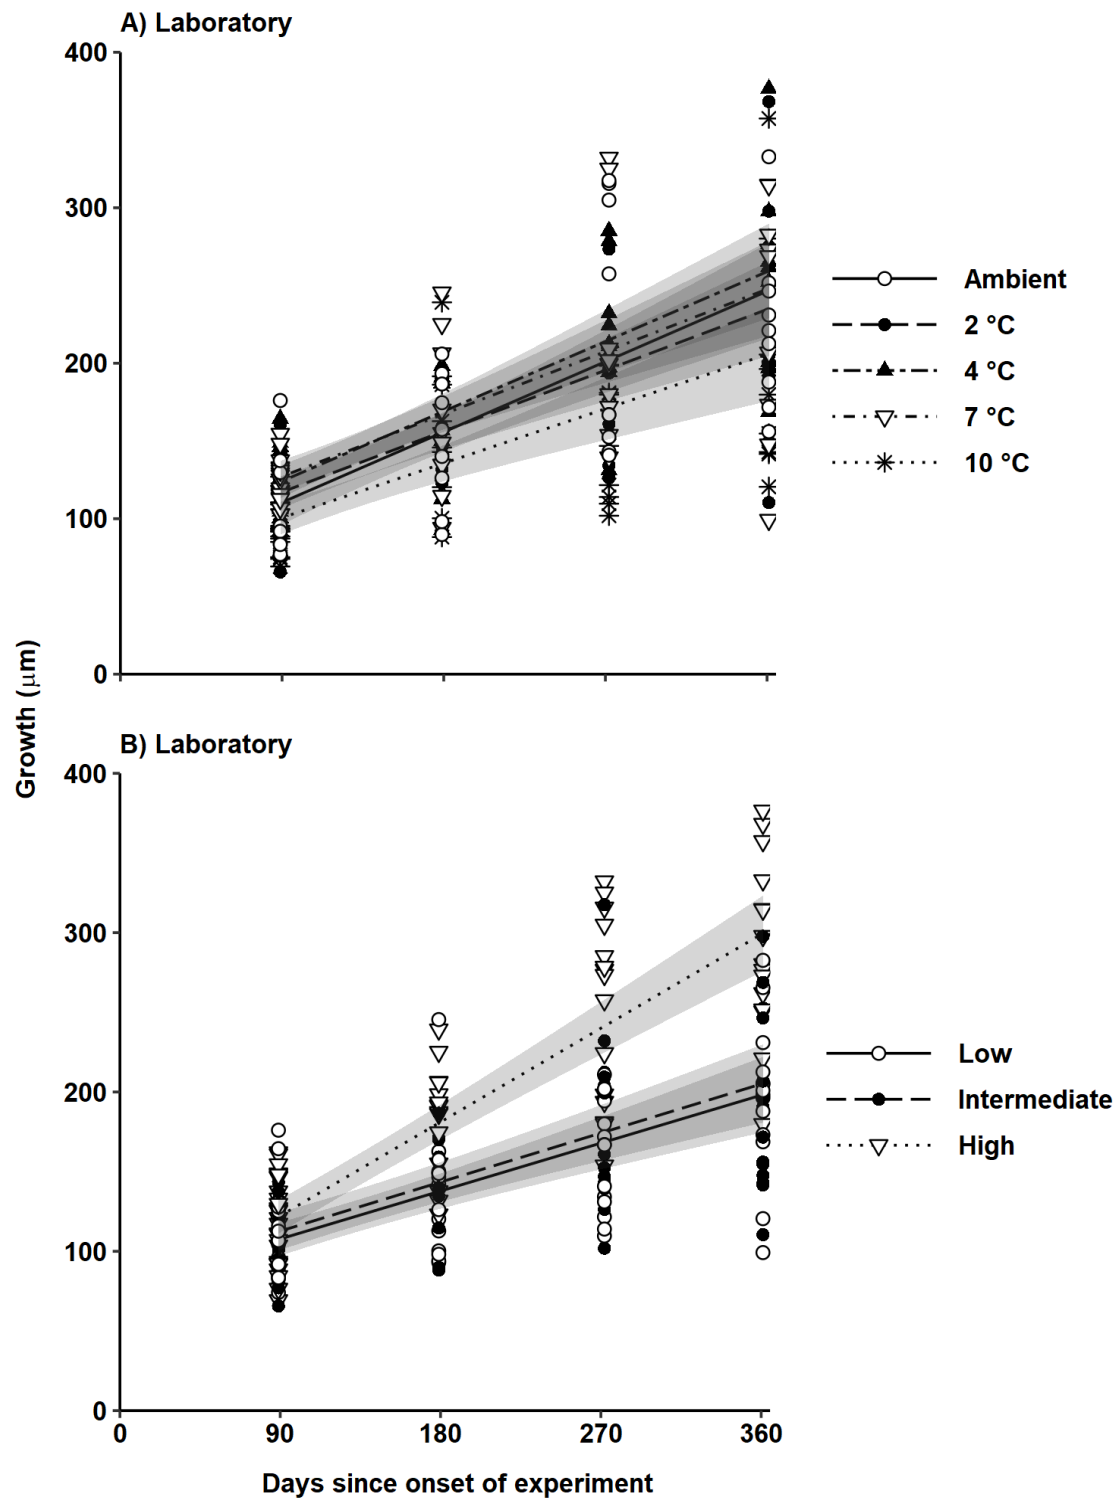 A) Laboratory
400
300
200
100
0
Ambient
2 °C
4 °C
7 °C
10 °C
Growth (μm)
B) Laboratory
400
300
200
100
0
Low
Intermediate
High
0 90 180 270 360
Days since onset of experiment